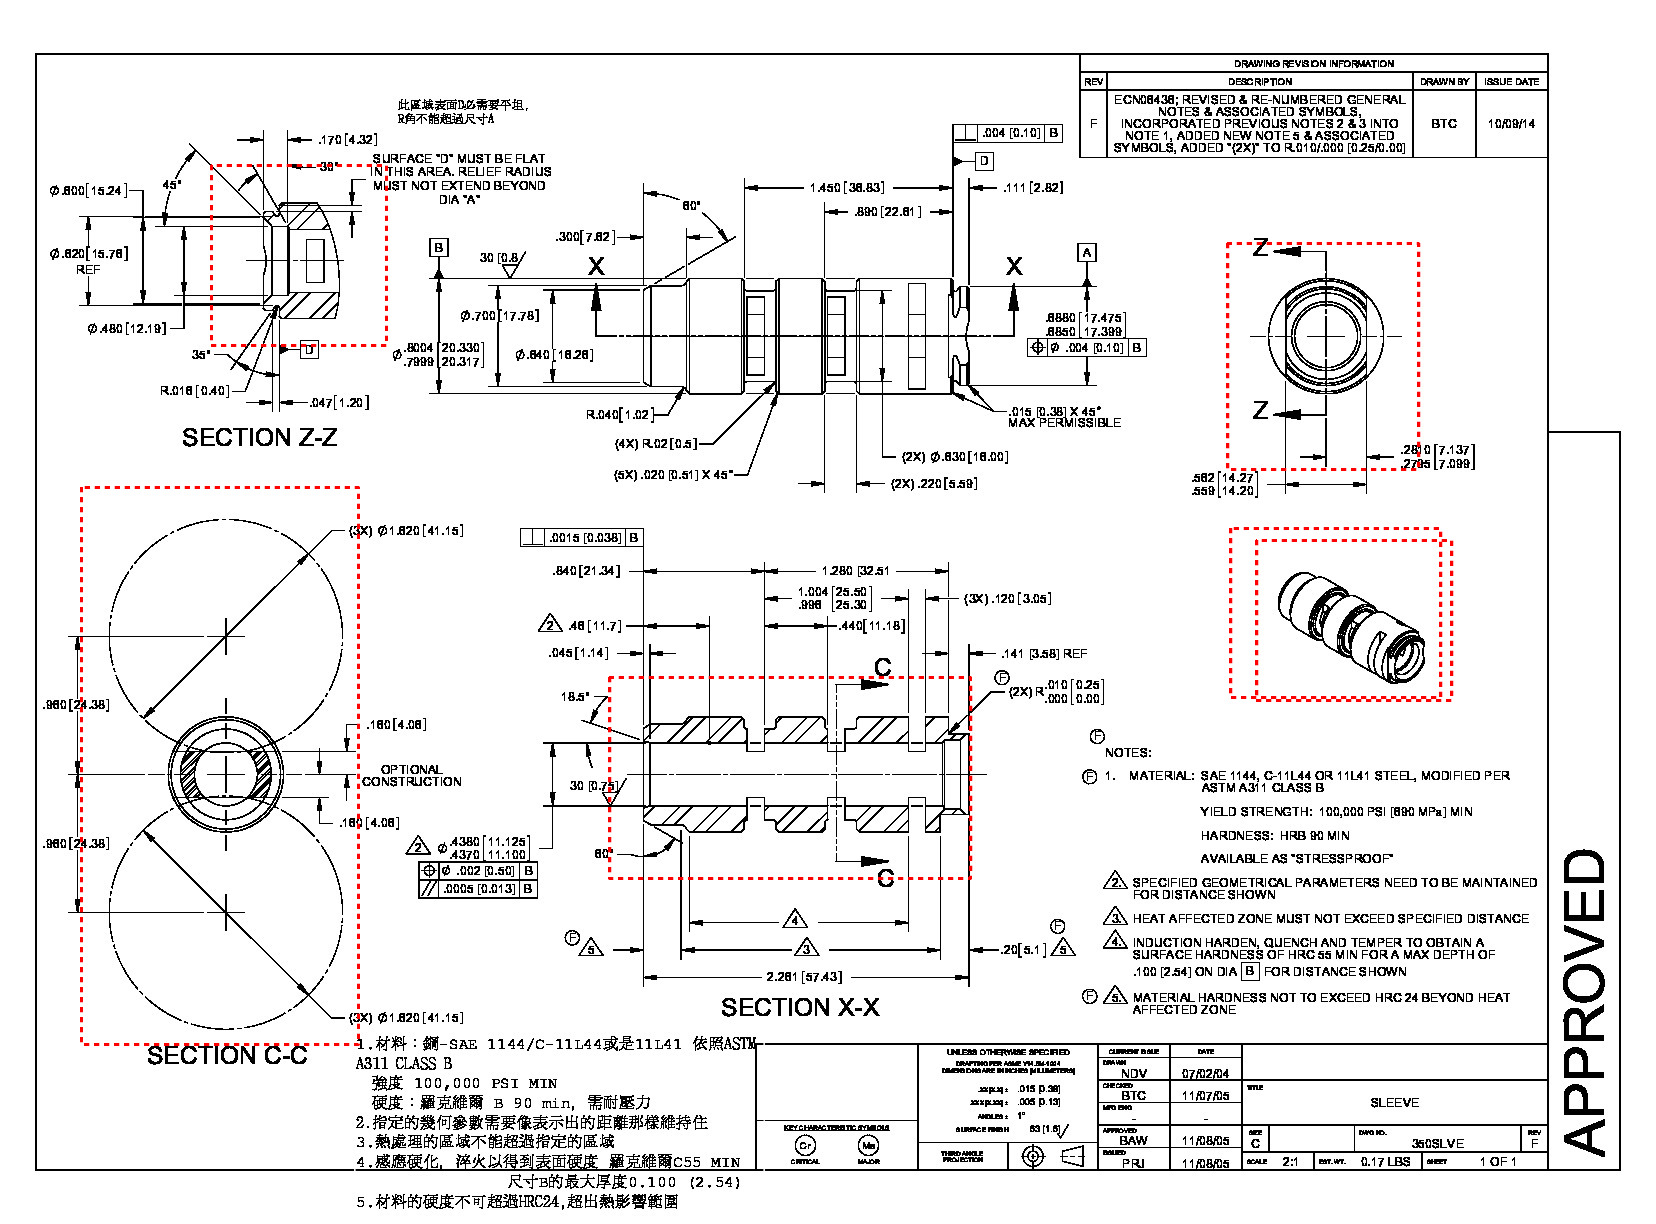 DRAWING REVISION INFORMATION
REV DESCRIPTION DRAWN BY ISSUE DATE
F ECN06436; REVISED & RE-NUMBERED GENERAL
NOTES & ASSOCIATED SYMBOLS,
INCORPORATED PREVIOUS NOTES 2 & 3 INTO
NOTE 1, ADDED NEW NOTE 5 & ASSOCIATED
SYMBOLS, ADDED "(2X)" TO R.010/.000 [0.25/0.00]
BTC 10/09/14
此區域表面D必需要平坦,
R角不能超過尺寸A
.170[4.32]
30°
45°
SURFACE "D" MUST BE FLAT
IN THIS AREA. RELIEF RADIUS
MUST NOT EXTEND BEYOND
DIA "A"
Ø.600[15.24]
Ø.620[15.76]
REF
Ø.480[12.19]
35°
D
R.016[0.40]
.047[1.20]
SECTION Z-Z
.004 [0.10] B
D
1.450[36.83]
.111[2.82]
.890[22.61]
60°
.300[7.62]
B
30 [0.8]
X
X
A
Ø.700[17.78]
Ø .8004[20.330]
.7999[20.317]
Ø.640[16.26]
.6880[17.475]
.6850[17.399]
Ø .004 [0.10] B
R.040[1.02]
(4X) R.02[0.5]
(5X) .020 [0.51] X 45°
.015 [0.38] X 45°
MAX PERMISSIBLE
(2X) Ø.630[16.00]
(2X) .220[5.59]
Z
Z
.2810[7.137]
.2795[7.099]
.562[14.27]
.559[14.20]
(3X) Ø1.620[41.15]
.960[24.38]
.160[4.06]
OPTIONAL
CONSTRUCTION
.160[4.06]
.960[24.38]
(3X) Ø1.620[41.15]
SECTION C-C
.0015 [0.038] B
.840[21.34]
1.280[32.51
1.004[25.50]
.996[25.30]
(3X) .120[3.05]
2 .46[11.7]
.440[11.18]
.045[1.14]
.141 [3.58] REF
C
F
(2X) R .010[0.25]
.000[0.00]
18.5°
30 [0.75]
2 Ø .4380[11.125]
.4370[11.100]
Ø .002 [0.50] B
// .0005 [0.013] B
60°
C
4
F 5
3
F
.20[5.1] 5
2.261[57.43]
SECTION X-X
F
NOTES:
F 1. MATERIAL: SAE 1144, C-11L44 OR 11L41 STEEL, MODIFIED PER
ASTM A311 CLASS B
YIELD STRENGTH: 100,000 PSI [690 MPa] MIN
HARDNESS: HRB 90 MIN
AVAILABLE AS "STRESSPROOF"
2. SPECIFIED GEOMETRICAL PARAMETERS NEED TO BE MAINTAINED
FOR DISTANCE SHOWN
3. HEAT AFFECTED ZONE MUST NOT EXCEED SPECIFIED DISTANCE
4. INDUCTION HARDEN, QUENCH AND TEMPER TO OBTAIN A
SURFACE HARDNESS OF HRC 55 MIN FOR A MAX DEPTH OF
.100 [2.54] ON DIA B FOR DISTANCE SHOWN
F 5. MATERIAL HARDNESS NOT TO EXCEED HRC 24 BEYOND HEAT
AFFECTED ZONE
APPROVED
1.材料：鋼-SAE 1144/C-11L44或是11L41 依照ASTM
A311 CLASS B
強度 100,000 PSI MIN
硬度：羅克維爾 B 90 min, 需耐壓力
2.指定的幾何參數需要像表示出的距離那樣維持住
3.熱處理的區域不能超過指定的區域
4.感應硬化, 淬火以得到表面硬度 羅克維爾C55 MIN
尺寸B的最大厚度0.100 (2.54)
5.材料的硬度不可超過HRC24,超出熱影響範圍
KEY CHARACTERISTIC SYMBOLS
Cr Ma
CRITICAL MAJOR
UNLESS OTHERWISE SPECIFIED
DRAFTING PER ASME Y14.5M-1994
DIMENSIONS ARE IN INCHES [MILLIMETERS]
.xx[x.x]: .015 [0.38]
.xxx[x.xx]: .005 [0.13]
ANGLES: 1°
SURFACE FINISH 63 [1.6]
THIRD ANGLE
PROJECTION
CURRENT ISSUE DATE
DRAWN NDV 07/02/04
CHECKED BTC 11/07/05
MFG ENG - -
APPROVED BAW 11/08/05
ISSUED PRJ 11/08/05
TITLE
SLEEVE
SIZE C DWG NO. 350SLVE REV F
SCALE 2:1 EST. WT. 0.17 LBS SHEET 1 OF 1